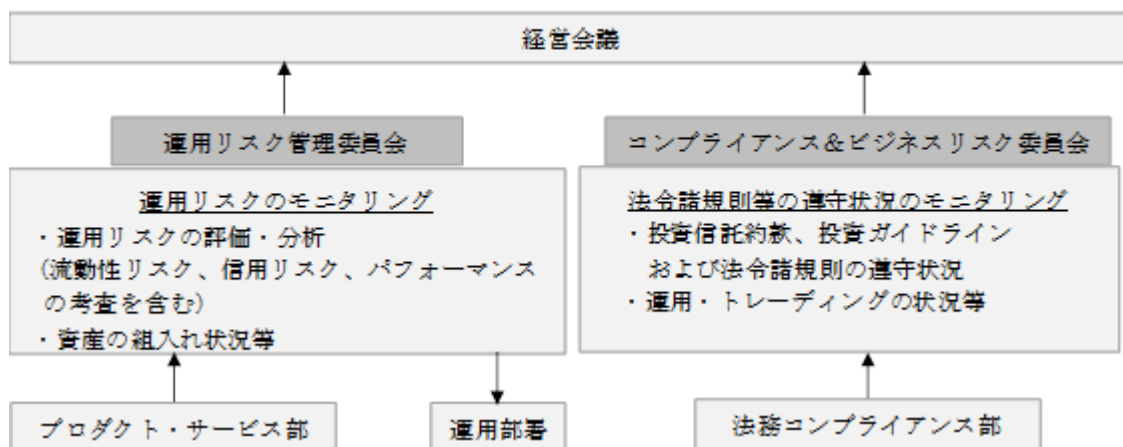 経営会議
運用リスク管理委員会
運用リスクのモニタリング
・運用リスクの評価・分析
(流動性リスク、信用リスク、パフォーマンス
の考査を含む)
・資産の組入れ状況等
プロダクト・サービス部
運用部署
コンプライアンス＆ビジネスリスク委員会
法令諸規則等の遵守状況のモニタリング
・投資信託約款、投資ガイドライン
および法令諸規則の遵守状況
・運用・トレーディングの状況等
法務コンプライアンス部